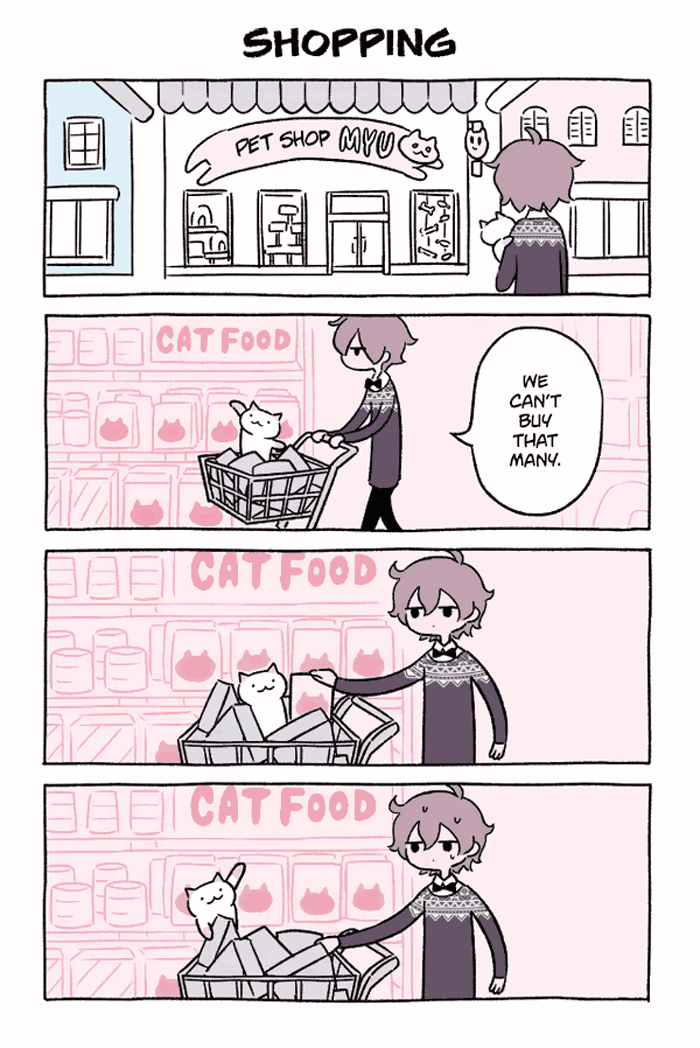 SHOPPING
PET SHOP MYU
CAT FOOD
WE
CAN'T
BUY
THAT
MANY.
CAT FOOD
CAT FOOD